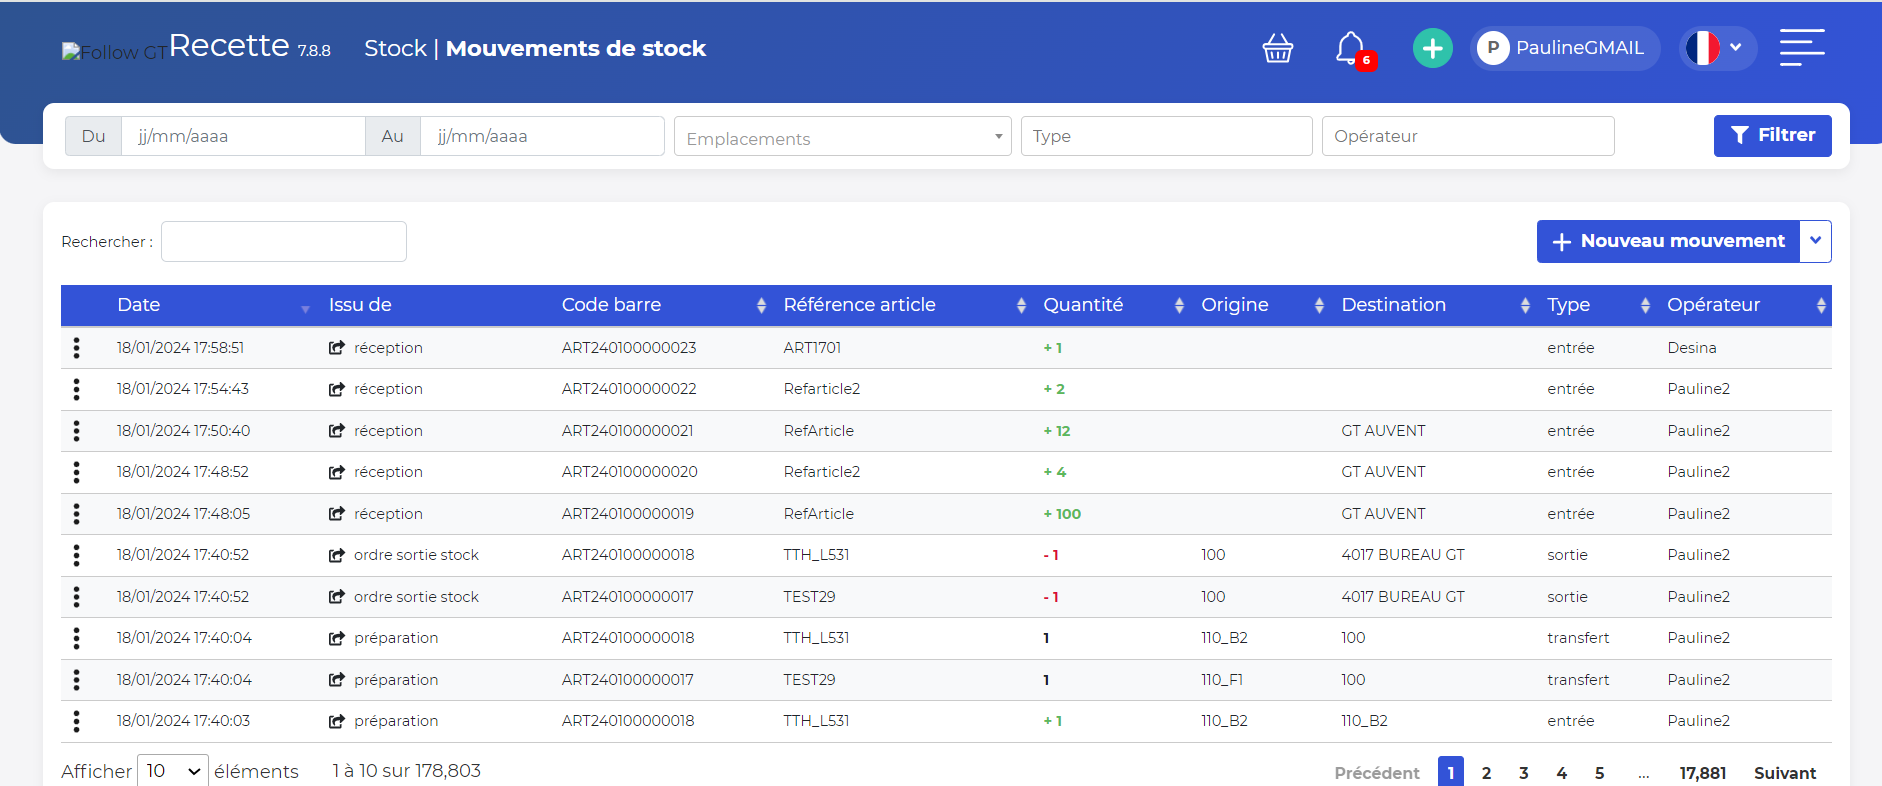 Follow GT Recette 7.8.8 Stock | Mouvements de stock 6 P PaulineGMAIL
Du jj/mm/aaaa Au jj/mm/aaaa Emplacements Type Opérateur Filtrer
Rechercher : Nouveau mouvement
Date Issu de Code barre Référence article Quantité Origine Destination Type Opérateur
18/01/2024 17:58:51 réception ART240100000023 ART1701 + 1 entrée Desina
18/01/2024 17:54:43 réception ART240100000022 Refarticle2 + 2 entrée Pauline2
18/01/2024 17:50:40 réception ART240100000021 RefArticle + 12 GT AUVENT entrée Pauline2
18/01/2024 17:48:52 réception ART240100000020 Refarticle2 + 4 GT AUVENT entrée Pauline2
18/01/2024 17:48:05 réception ART240100000019 RefArticle + 100 GT AUVENT entrée Pauline2
18/01/2024 17:40:52 ordre sortie stock ART240100000018 TTH_L531 - 1 100 4017 BUREAU GT sortie Pauline2
18/01/2024 17:40:52 ordre sortie stock ART240100000017 TEST29 - 1 100 4017 BUREAU GT sortie Pauline2
18/01/2024 17:40:04 préparation ART240100000018 TTH_L531 1 110_B2 100 transfert Pauline2
18/01/2024 17:40:04 préparation ART240100000017 TEST29 1 110_F1 100 transfert Pauline2
18/01/2024 17:40:03 préparation ART240100000018 TTH_L531 + 1 110_B2 110_B2 entrée Pauline2
Afficher 10 éléments 1 à 10 sur 178,803 Précédent 1 2 3 4 5 ... 17,881 Suivant